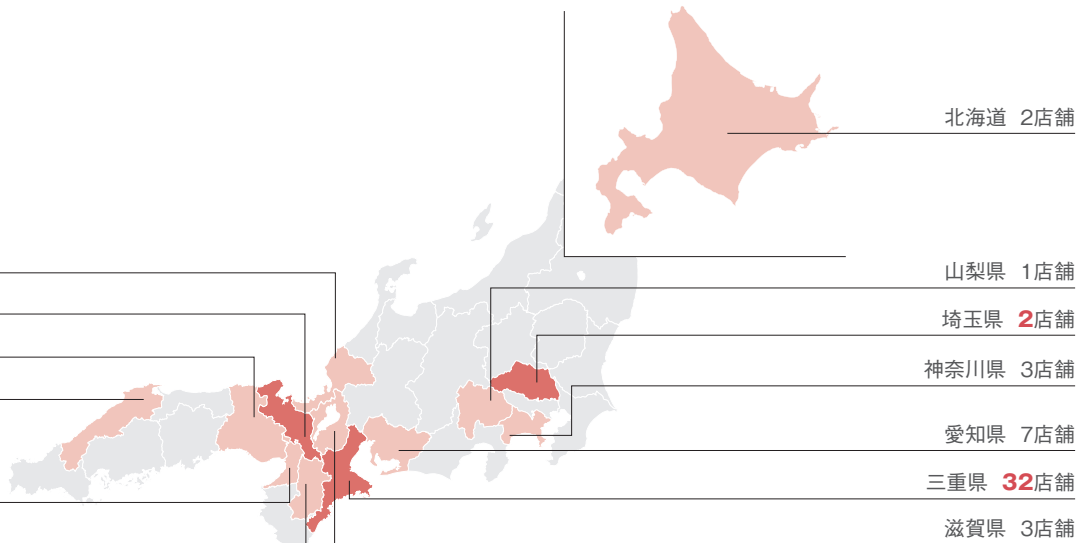 北海道 2店舗
山梨県 1店舗
埼玉県 2店舗
神奈川県 3店舗
愛知県 7店舗
三重県 32店舗
滋賀県 3店舗